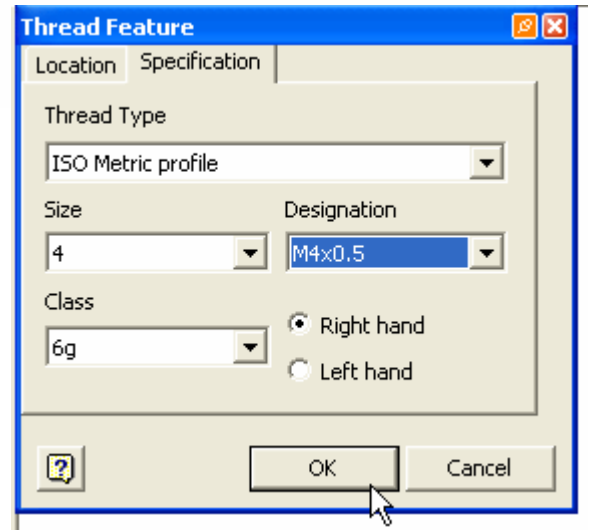 Thread Feature
Location Specification
Thread Type
ISO Metric profile
Size Designation
4 M4x0.5
Class
6g
Right hand
Left hand
? OK Cancel